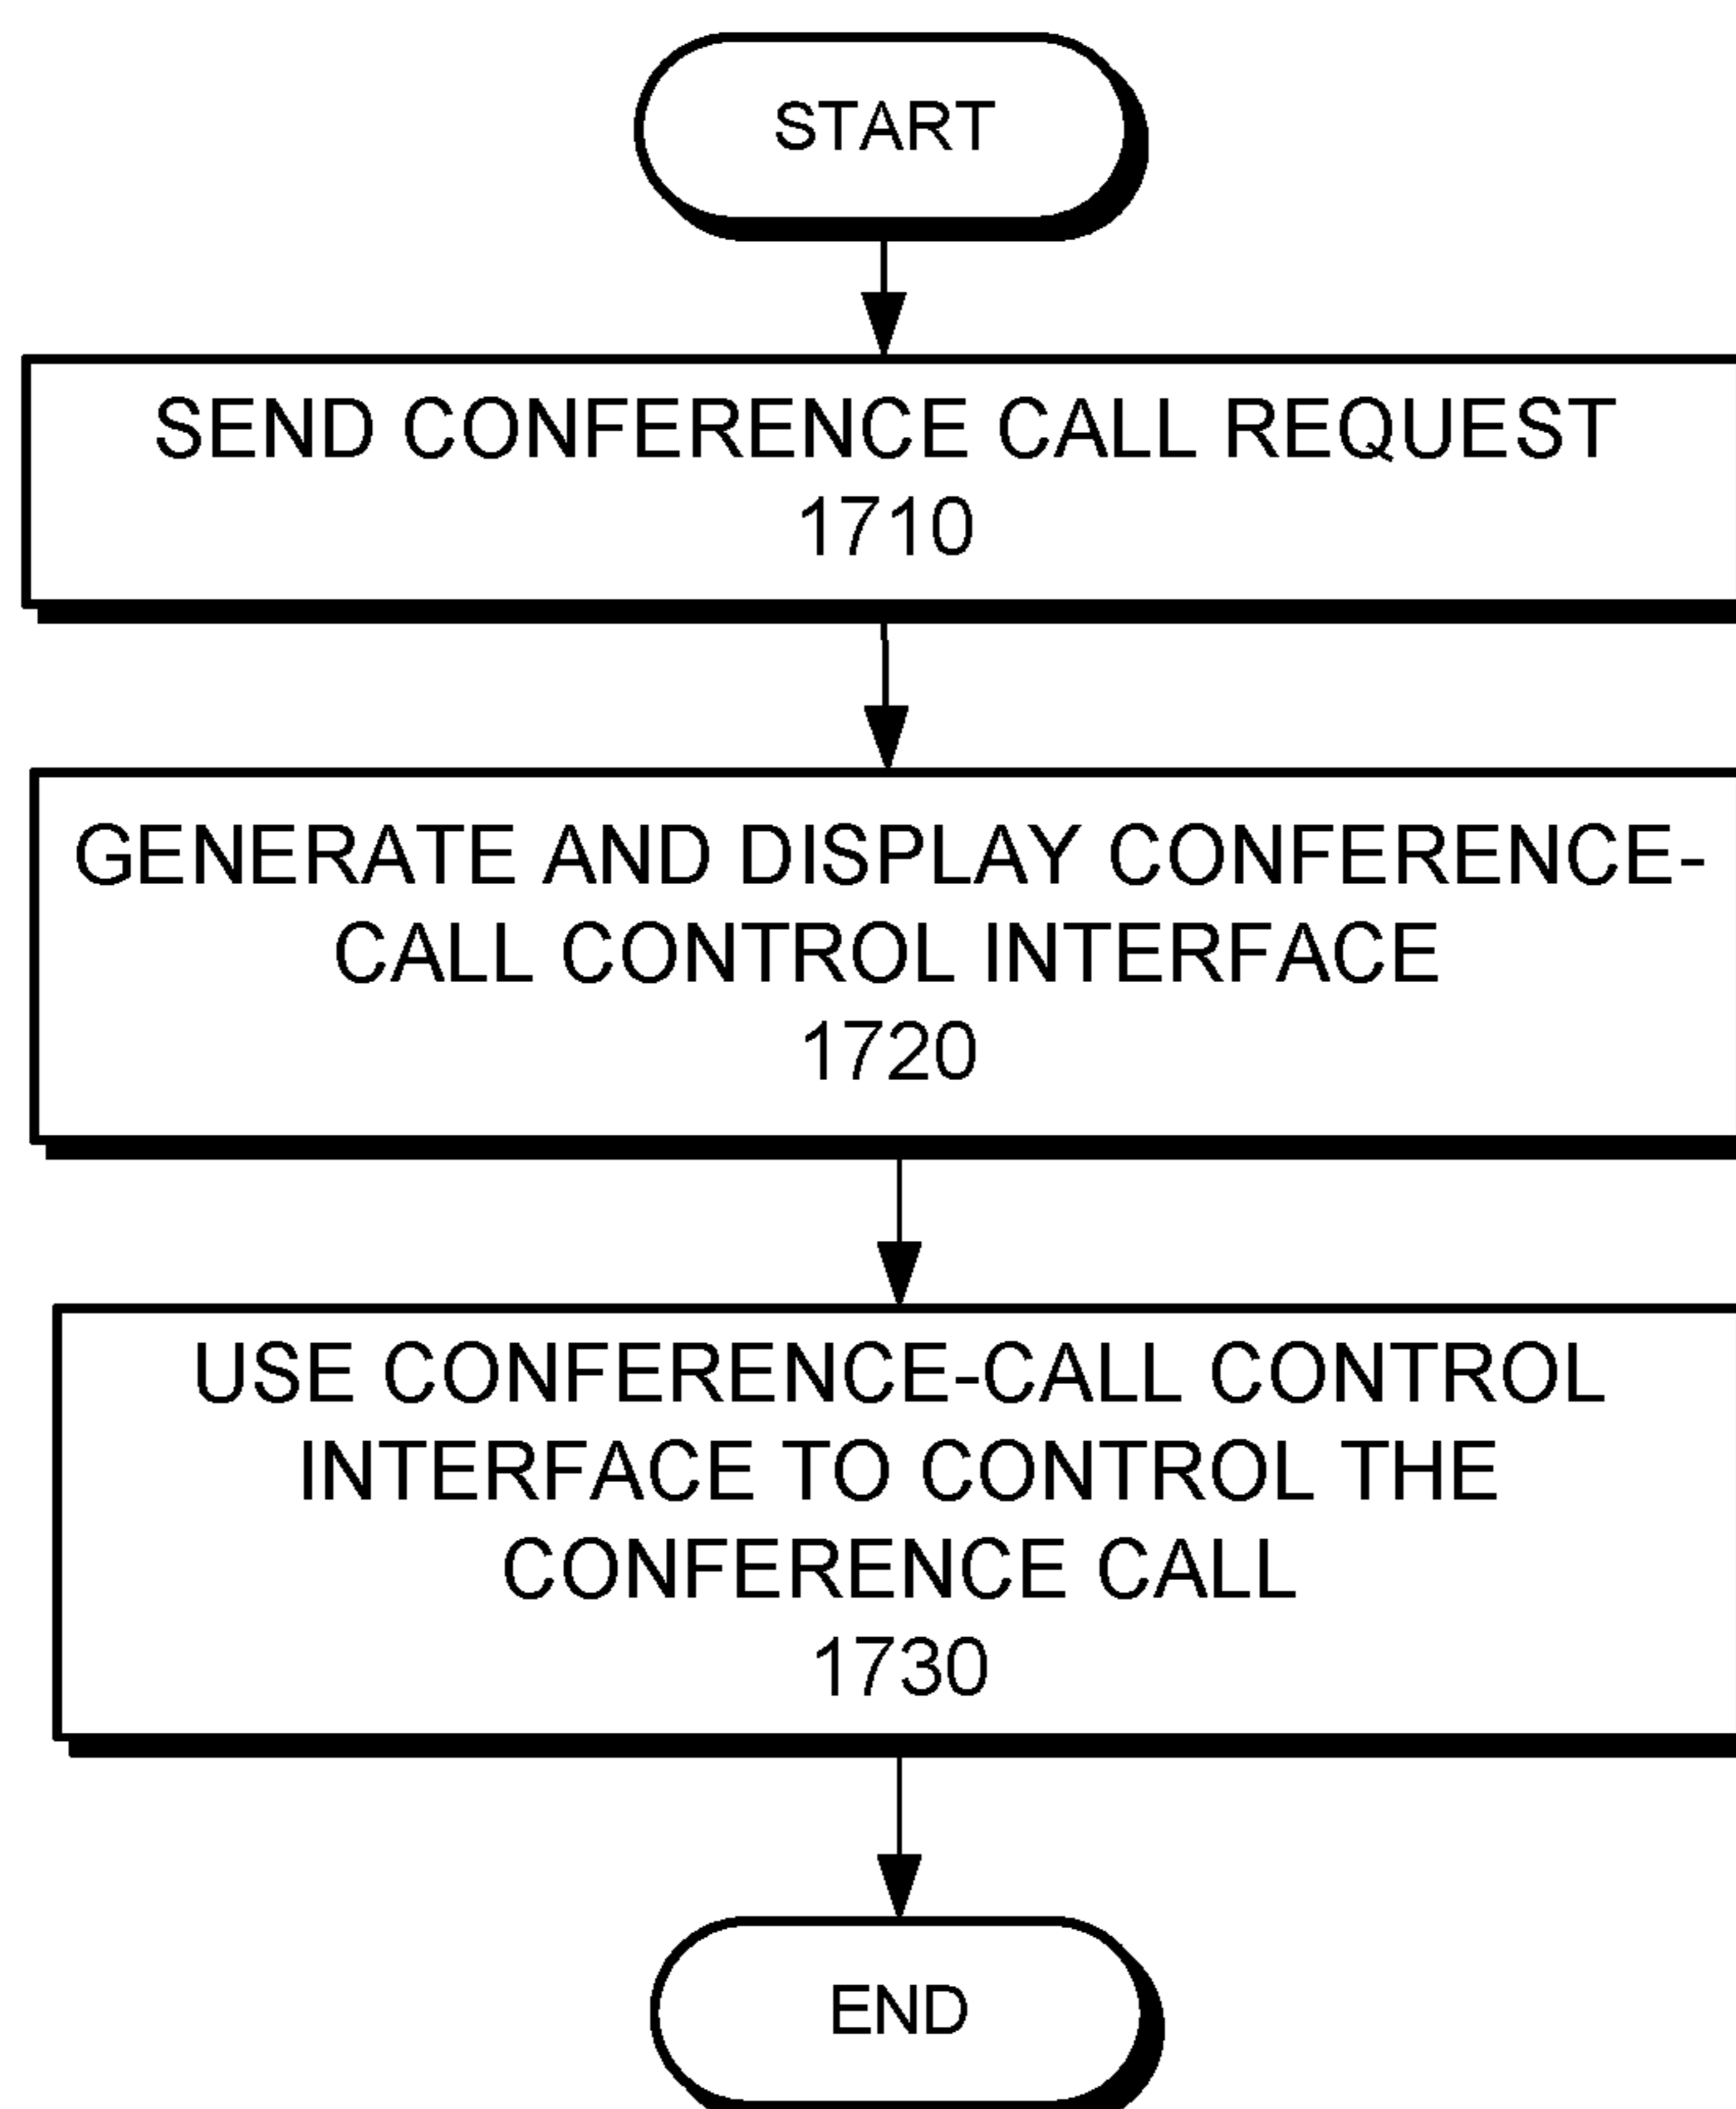 START
SEND CONFERENCE CALL REQUEST
1710
GENERATE AND DISPLAY CONFERENCE-
CALL CONTROL INTERFACE
1720
USE CONFERENCE-CALL CONTROL
INTERFACE TO CONTROL THE
CONFERENCE CALL
1730
END